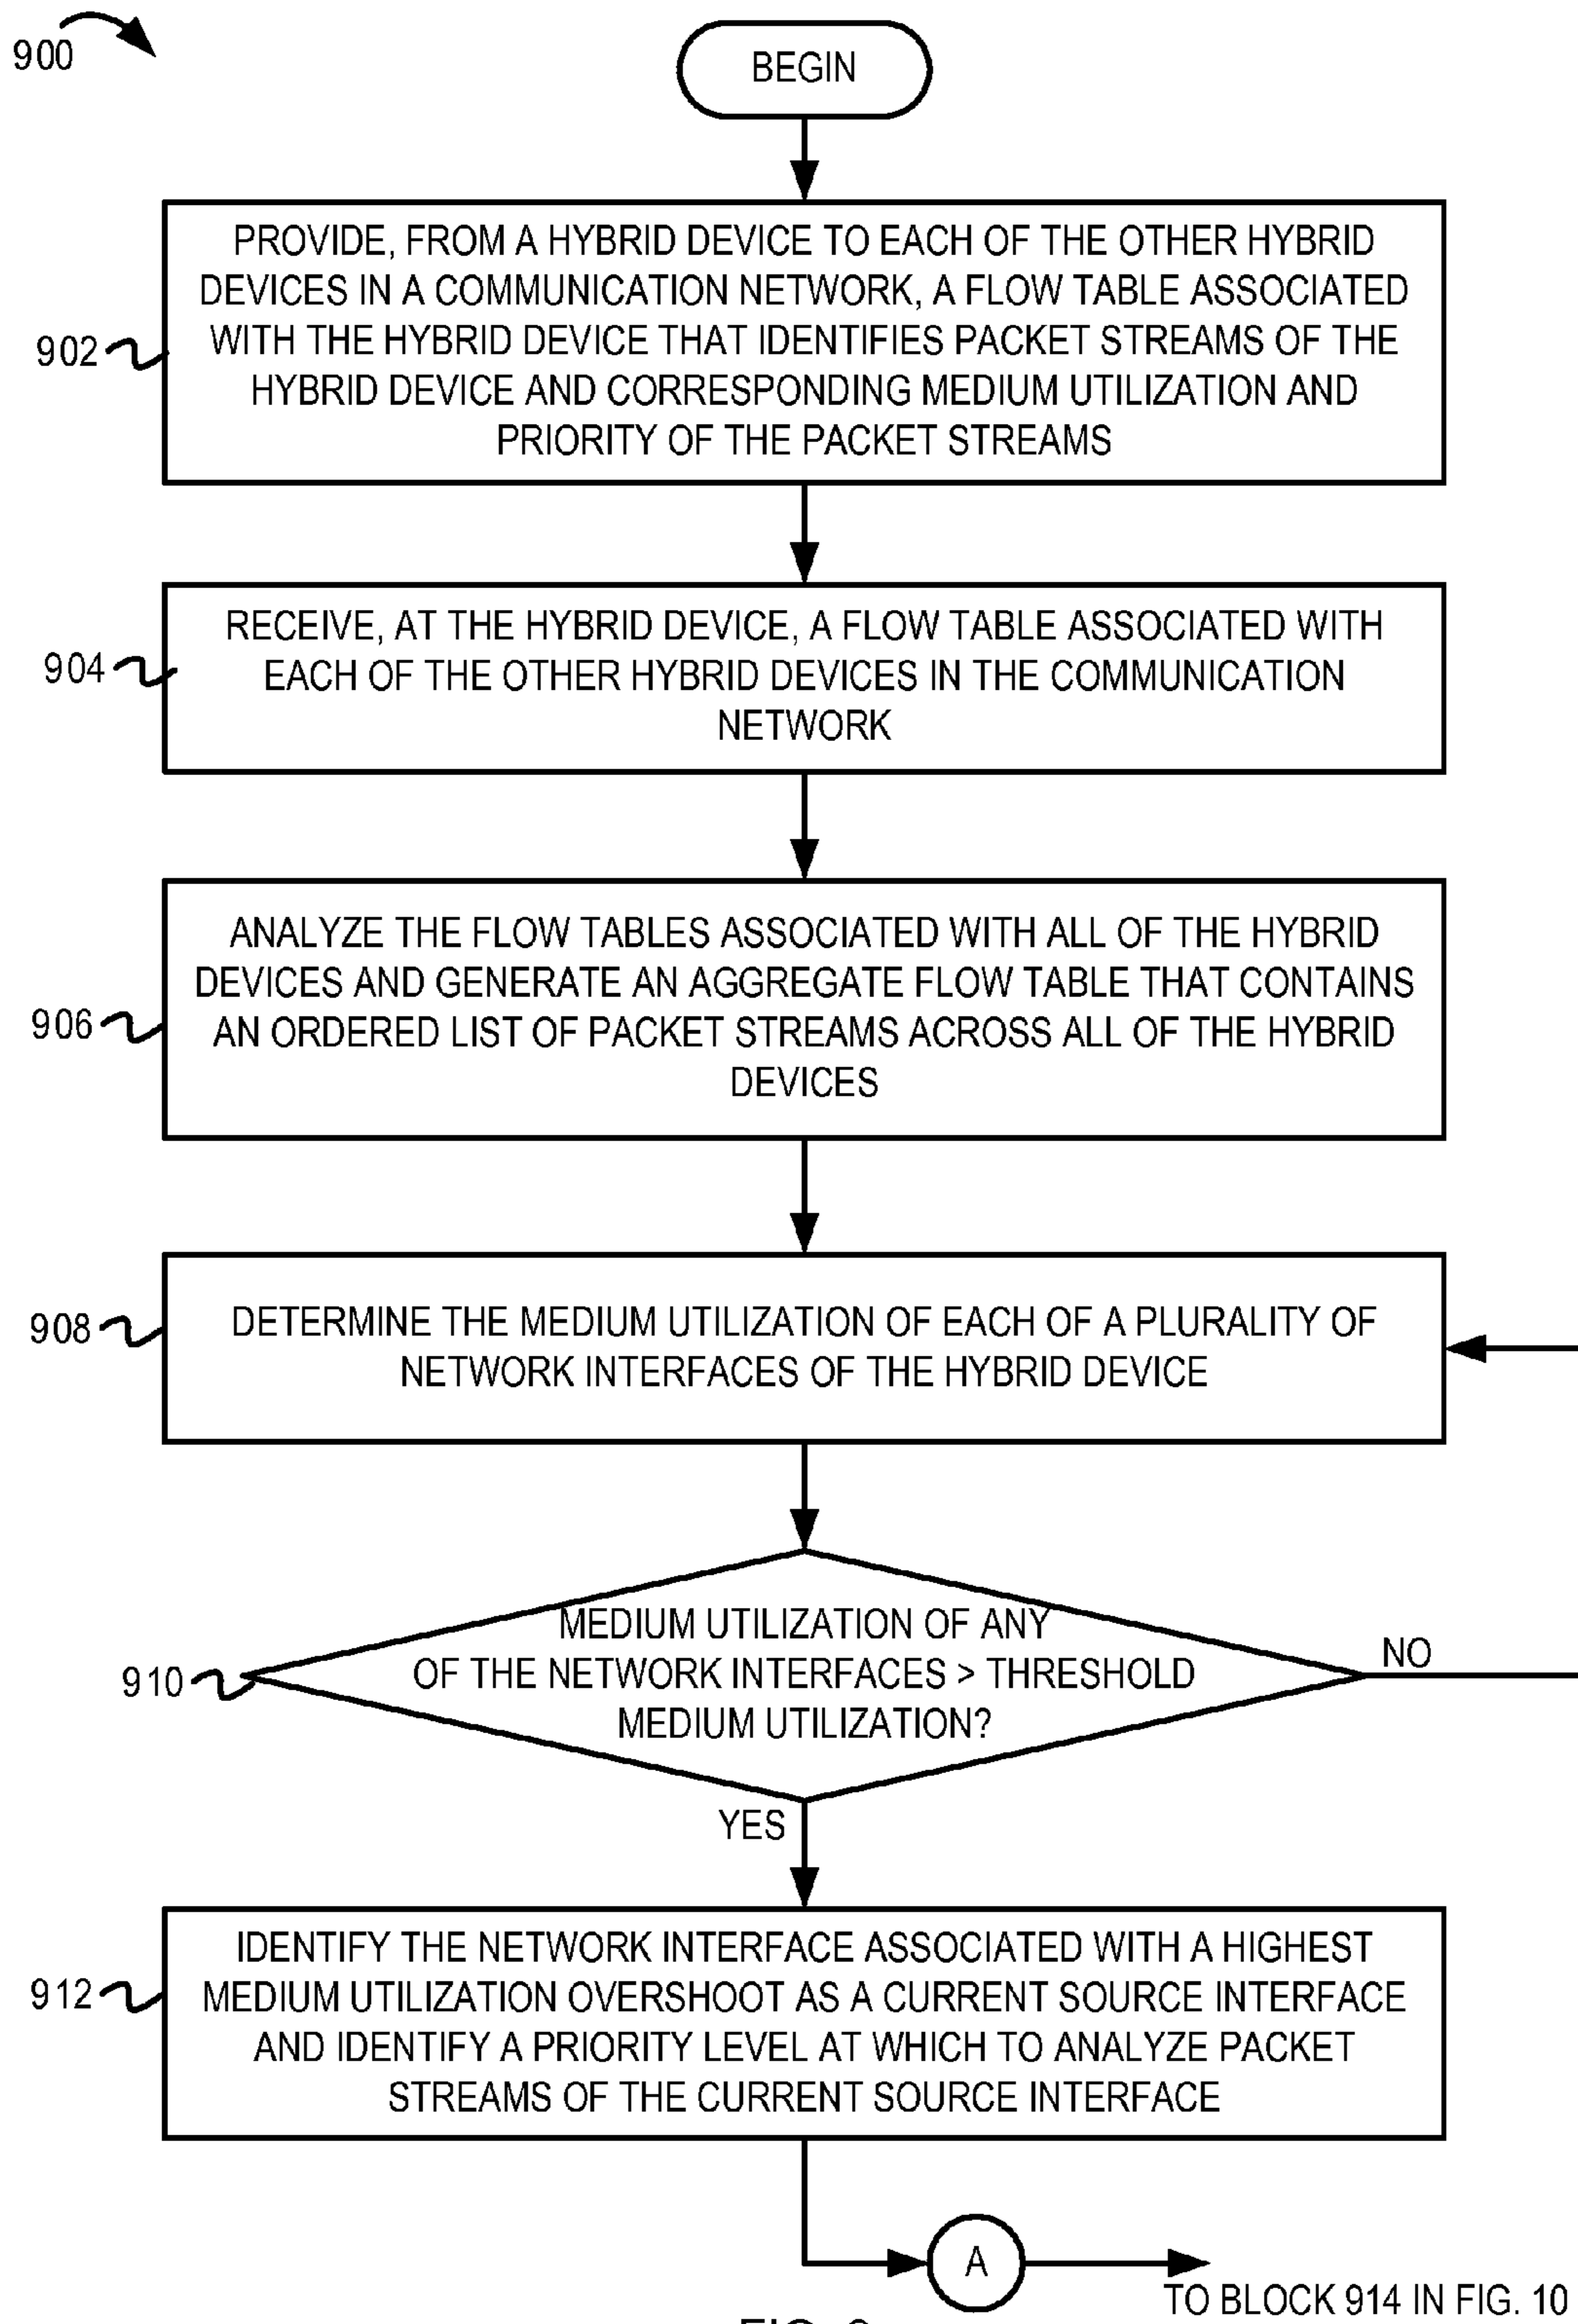 900
BEGIN
902
PROVIDE, FROM A HYBRID DEVICE TO EACH OF THE OTHER HYBRID
DEVICES IN A COMMUNICATION NETWORK, A FLOW TABLE ASSOCIATED
WITH THE HYBRID DEVICE THAT IDENTIFIES PACKET STREAMS OF THE
HYBRID DEVICE AND CORRESPONDING MEDIUM UTILIZATION AND
PRIORITY OF THE PACKET STREAMS
904
RECEIVE, AT THE HYBRID DEVICE, A FLOW TABLE ASSOCIATED WITH
EACH OF THE OTHER HYBRID DEVICES IN THE COMMUNICATION
NETWORK
906
ANALYZE THE FLOW TABLES ASSOCIATED WITH ALL OF THE HYBRID
DEVICES AND GENERATE AN AGGREGATE FLOW TABLE THAT CONTAINS
AN ORDERED LIST OF PACKET STREAMS ACROSS ALL OF THE HYBRID
DEVICES
908
DETERMINE THE MEDIUM UTILIZATION OF EACH OF A PLURALITY OF
NETWORK INTERFACES OF THE HYBRID DEVICE
910
MEDIUM UTILIZATION OF ANY
OF THE NETWORK INTERFACES > THRESHOLD
MEDIUM UTILIZATION?
NO
YES
912
IDENTIFY THE NETWORK INTERFACE ASSOCIATED WITH A HIGHEST
MEDIUM UTILIZATION OVERSHOOT AS A CURRENT SOURCE INTERFACE
AND IDENTIFY A PRIORITY LEVEL AT WHICH TO ANALYZE PACKET
STREAMS OF THE CURRENT SOURCE INTERFACE
A
TO BLOCK 914 IN FIG. 10